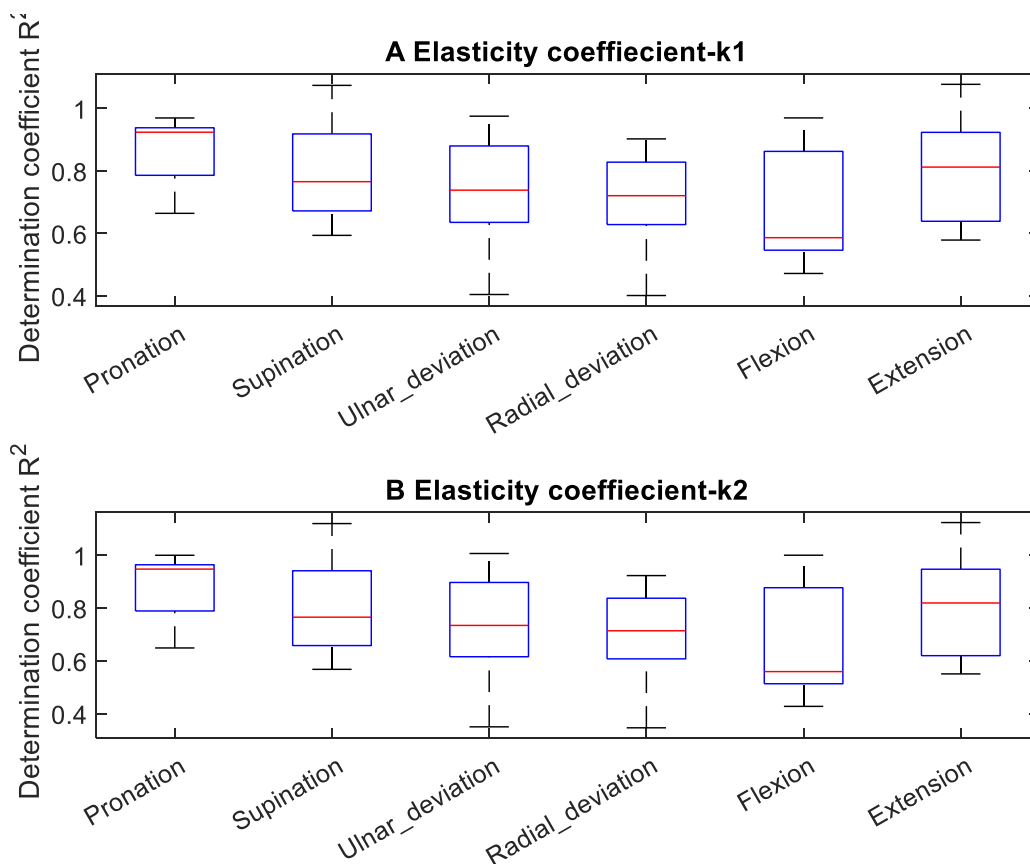 A Elasticity coeffiecient-k1
Determination coefficient R²
1
0.8
0.6
0.4
Pronation
Supination
Ulnar_deviation
Radial_deviation
Flexion
Extension
B Elasticity coeffiecient-k2
Determination coefficient R²
1
0.8
0.6
0.4
Pronation
Supination
Ulnar_deviation
Radial_deviation
Flexion
Extension